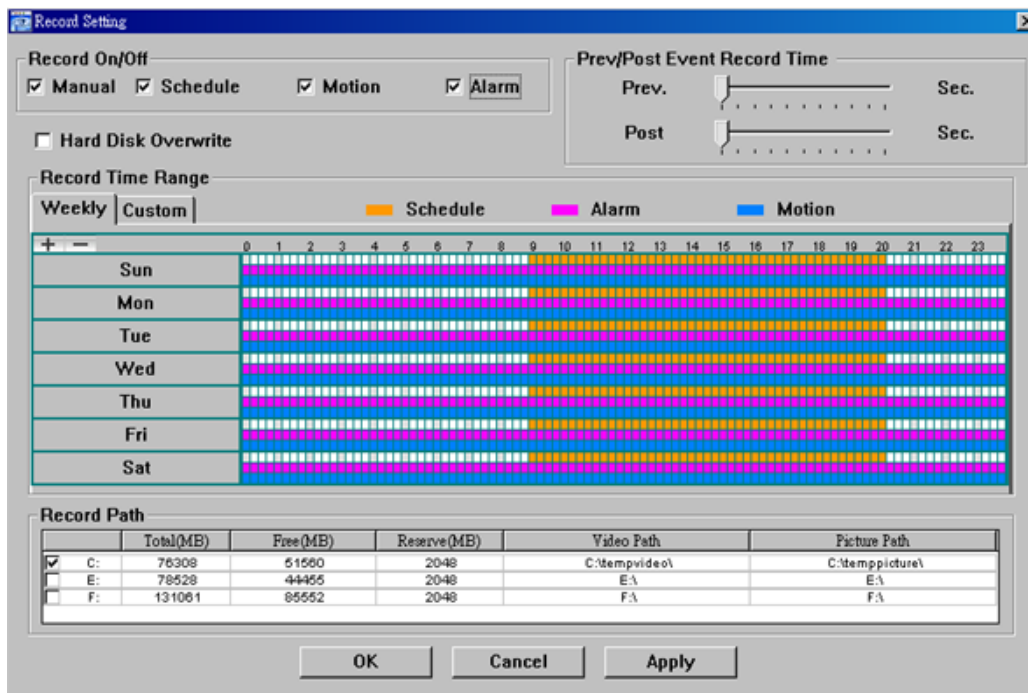 Record Setting
Record On/Off
Manual Schedule Motion Alarm
Prev/Post Event Record Time
Prev. Sec.
Post Sec.
Hard Disk Overwrite
Record Time Range
Weekly Custom Schedule Alarm Motion
+ − 0 1 2 3 4 5 6 7 8 9 10 11 12 13 14 15 16 17 18 19 20 21 22 23
Sun
Mon
Tue
Wed
Thu
Fri
Sat
Record Path
Total(MB) Free(MB) Reserve(MB) Video Path Picture Path
C: 76308 51560 2048 C:\tempvideo\ C:\temppicture\
E: 78528 44455 2048 E:\ E:\
F: 131061 85552 2048 F:\ F:\
OK Cancel Apply